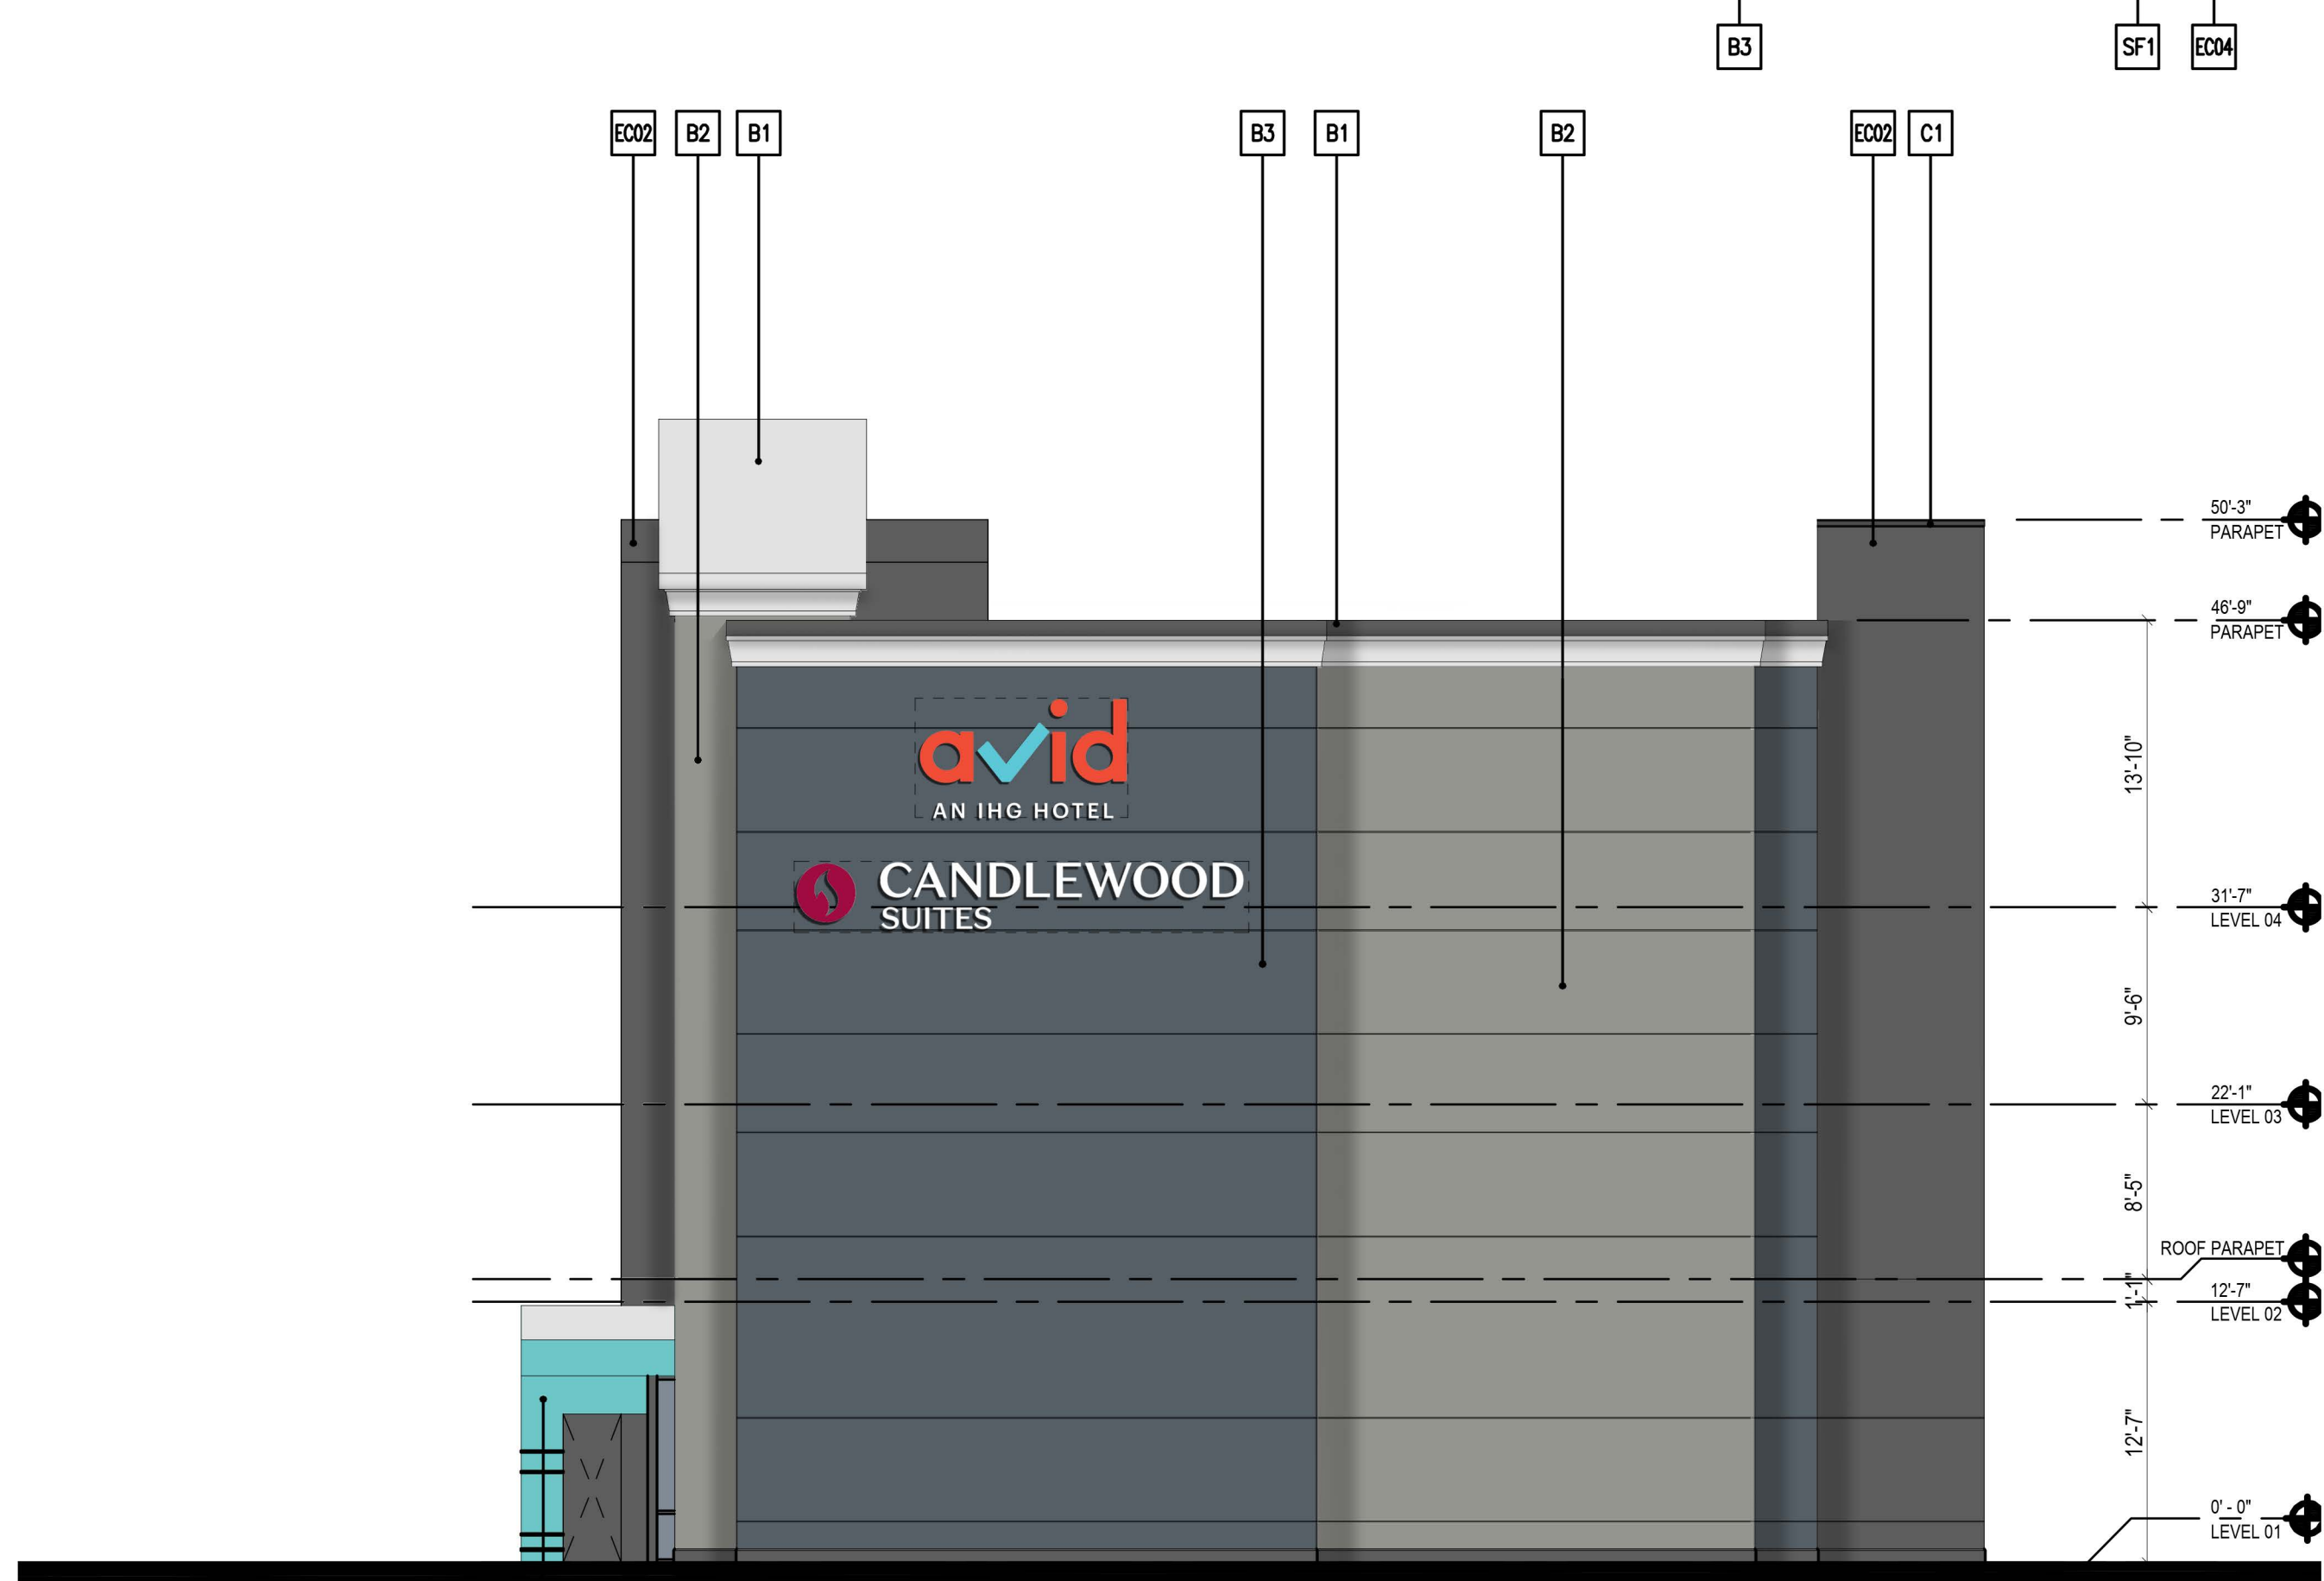 B3
SF1
EC04
EC02
B2
B1
B3
B1
B2
EC02
C1
50'-3"
PARAPET
46'-9"
PARAPET
avid
AN IHG HOTEL
13'-10"
CANDLEWOOD
SUITES
31'-7"
LEVEL 04
9'-6"
22'-1"
LEVEL 03
8'-5"
ROOF PARAPET
1'-1"
12'-7"
LEVEL 02
12'-7"
0' - 0"
LEVEL 01